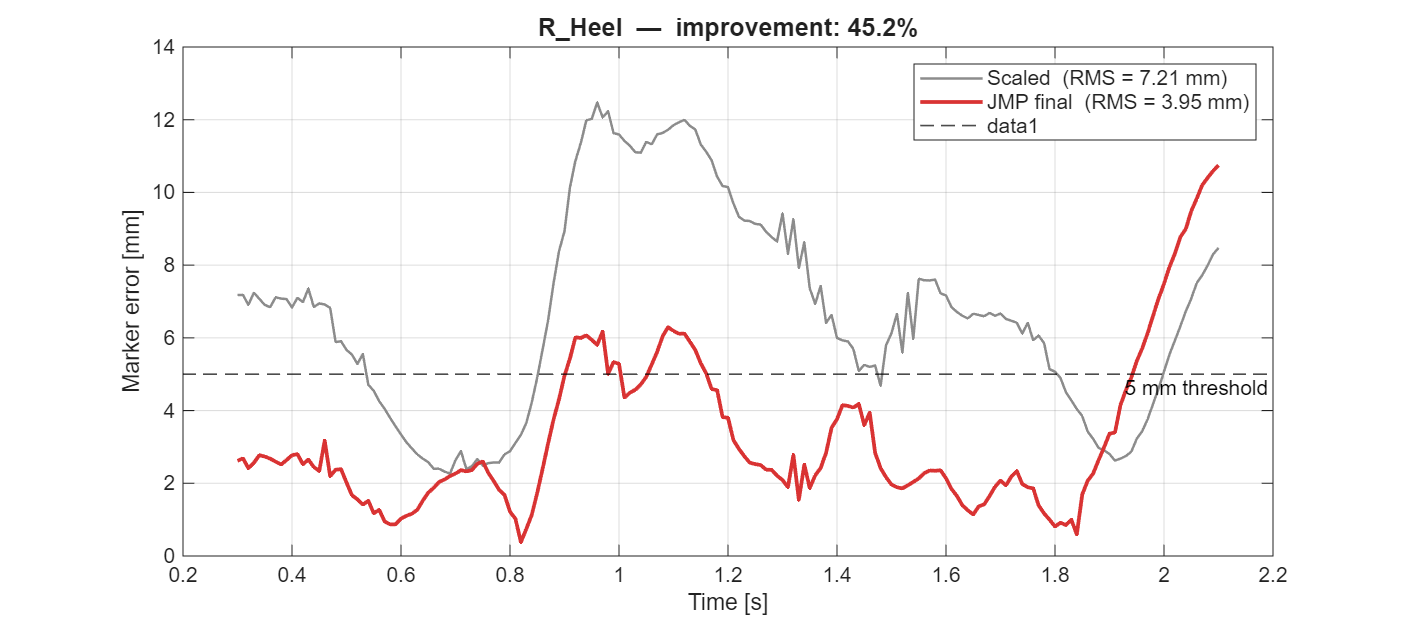 R_Heel — improvement: 45.2%
14
12
10
8
6
4
2
0
Marker error [mm]
Scaled (RMS = 7.21 mm)
JMP final (RMS = 3.95 mm)
data1
5 mm threshold
0.2 0.4 0.6 0.8 1 1.2 1.4 1.6 1.8 2 2.2
Time [s]